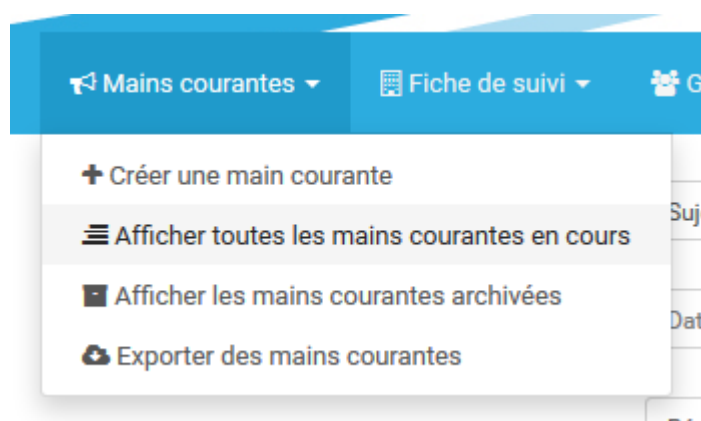 Mains courantes
Fiche de suivi
Créer une main courante
Afficher toutes les mains courantes en cours
Afficher les mains courantes archivées
Exporter des mains courantes